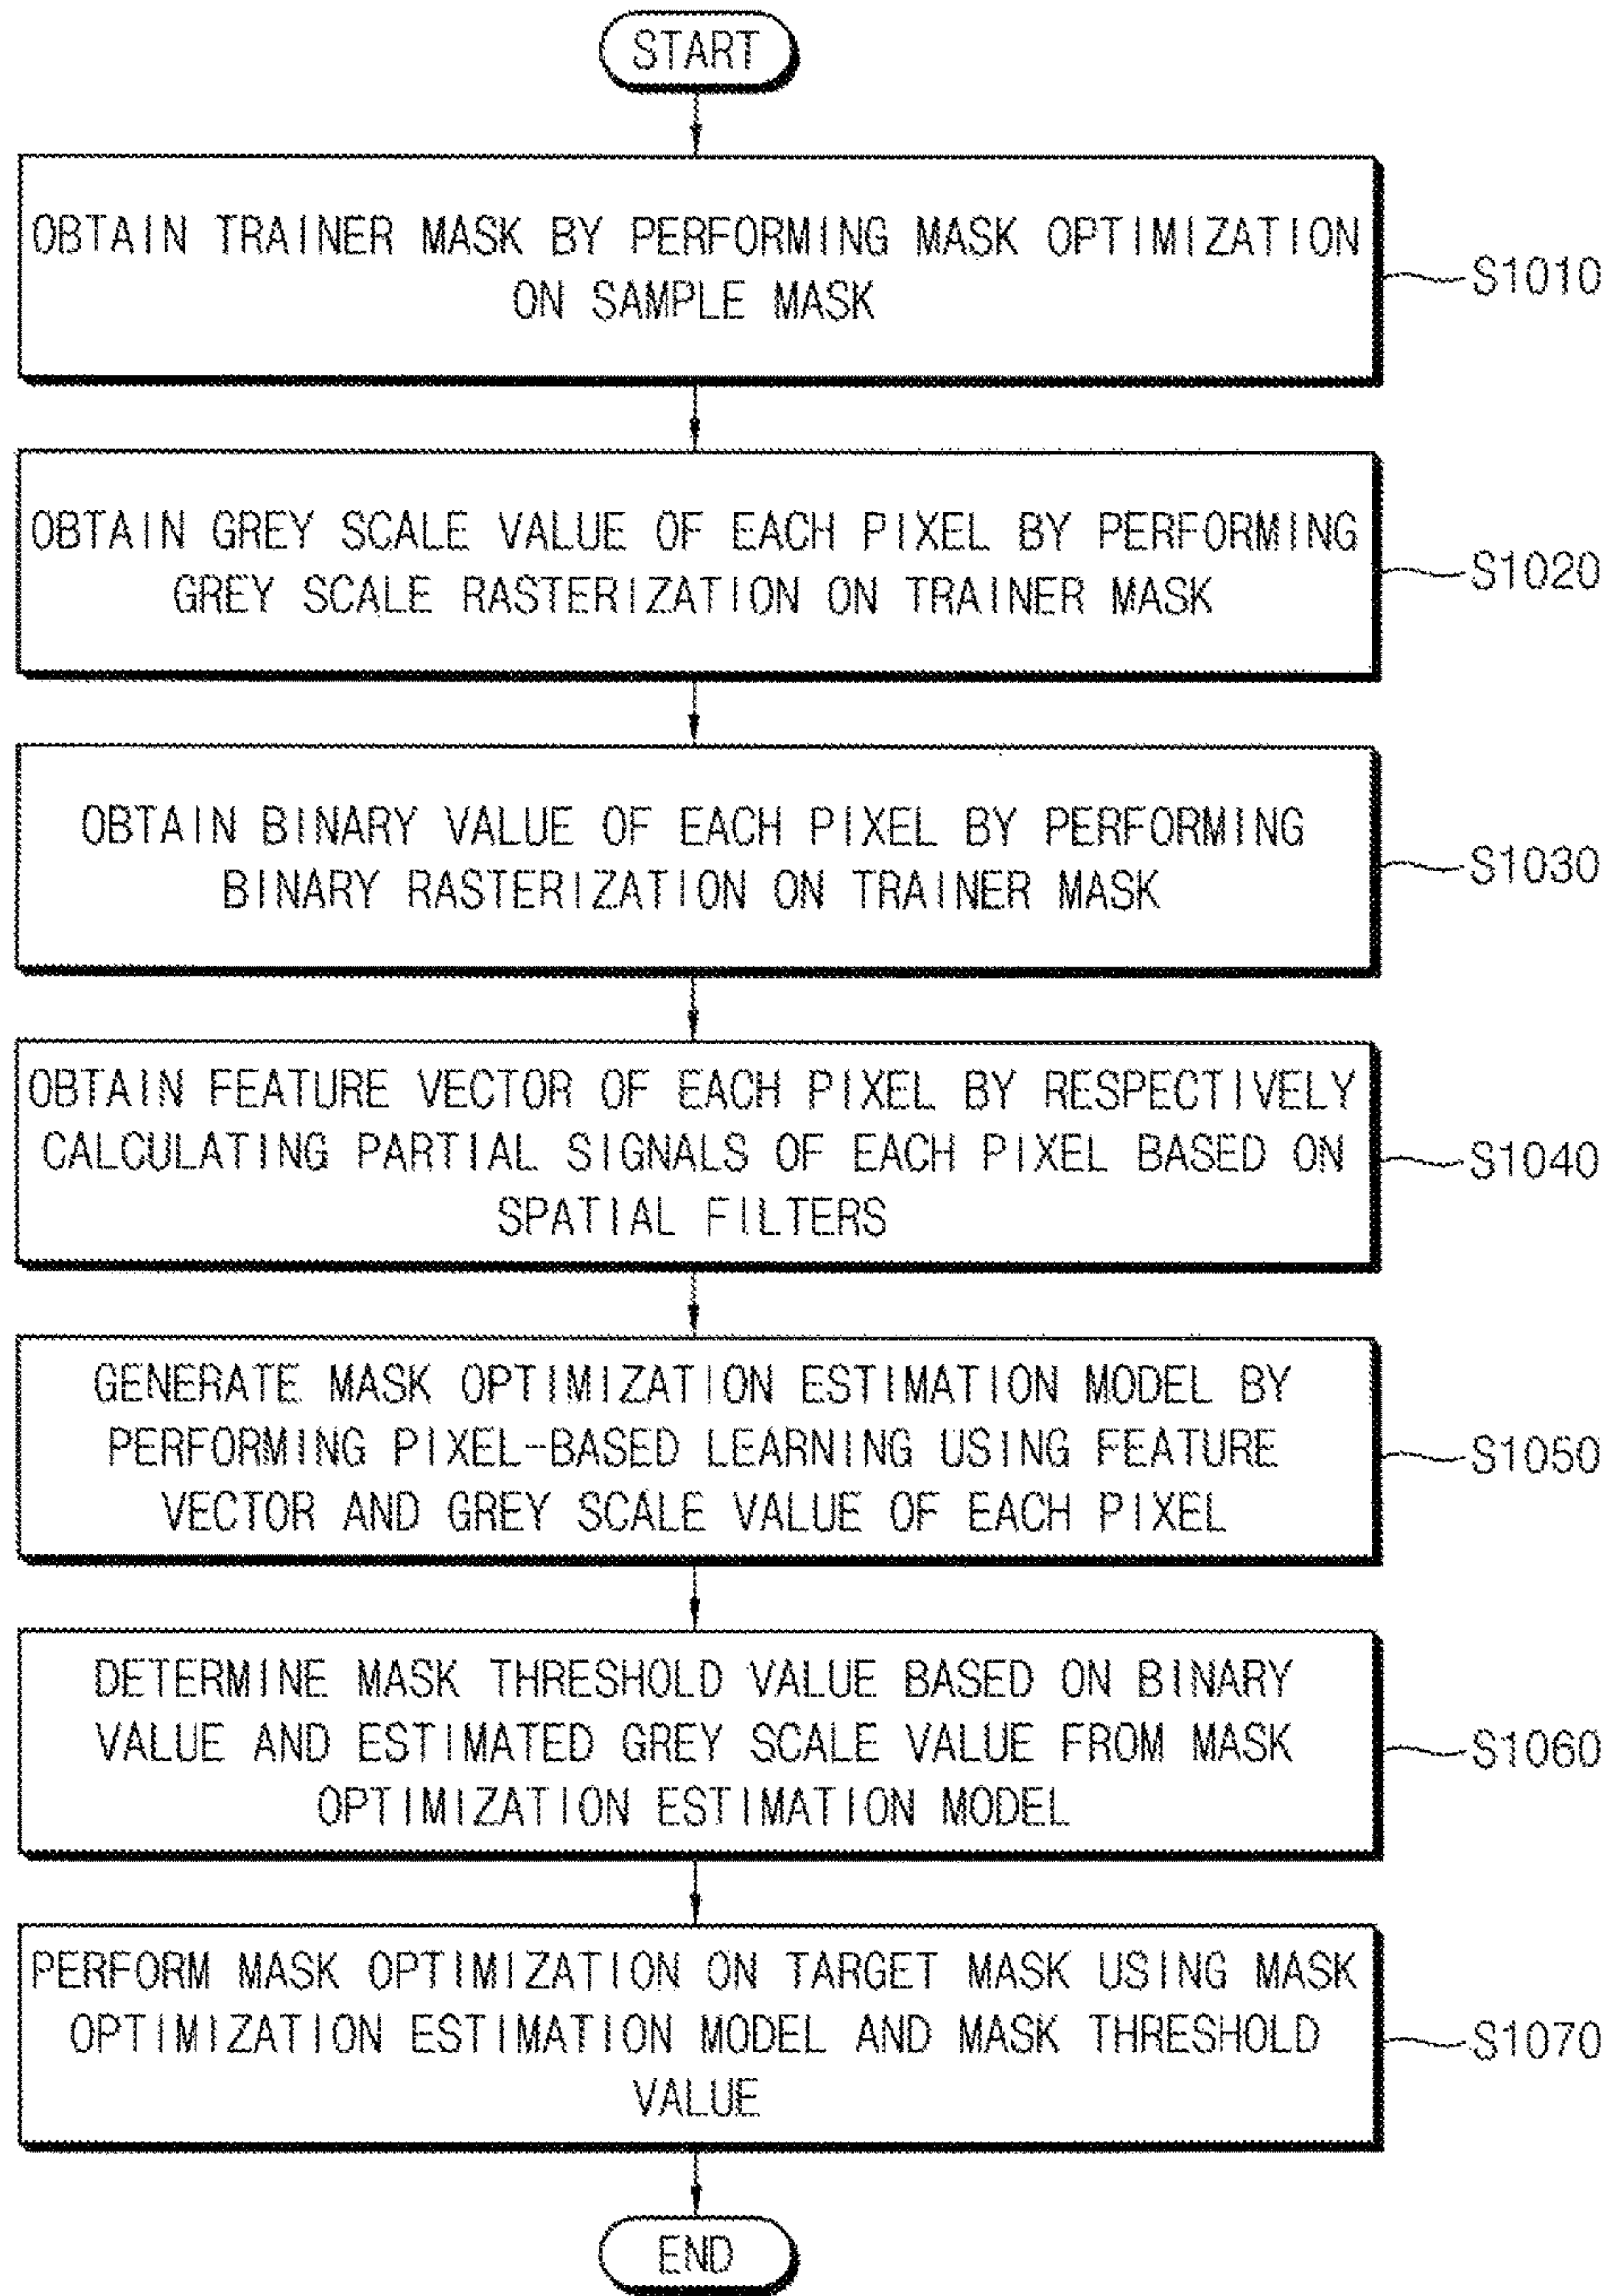 START
OBTAIN TRAINER MASK BY PERFORMING MASK OPTIMIZATION
ON SAMPLE MASK
S1010
OBTAIN GREY SCALE VALUE OF EACH PIXEL BY PERFORMING
GREY SCALE RASTERIZATION ON TRAINER MASK
S1020
OBTAIN BINARY VALUE OF EACH PIXEL BY PERFORMING
BINARY RASTERIZATION ON TRAINER MASK
S1030
OBTAIN FEATURE VECTOR OF EACH PIXEL BY RESPECTIVELY
CALCULATING PARTIAL SIGNALS OF EACH PIXEL BASED ON
SPATIAL FILTERS
S1040
GENERATE MASK OPTIMIZATION ESTIMATION MODEL BY
PERFORMING PIXEL-BASED LEARNING USING FEATURE
VECTOR AND GREY SCALE VALUE OF EACH PIXEL
S1050
DETERMINE MASK THRESHOLD VALUE BASED ON BINARY
VALUE AND ESTIMATED GREY SCALE VALUE FROM MASK
OPTIMIZATION ESTIMATION MODEL
S1060
PERFORM MASK OPTIMIZATION ON TARGET MASK USING MASK
OPTIMIZATION ESTIMATION MODEL AND MASK THRESHOLD
VALUE
S1070
END